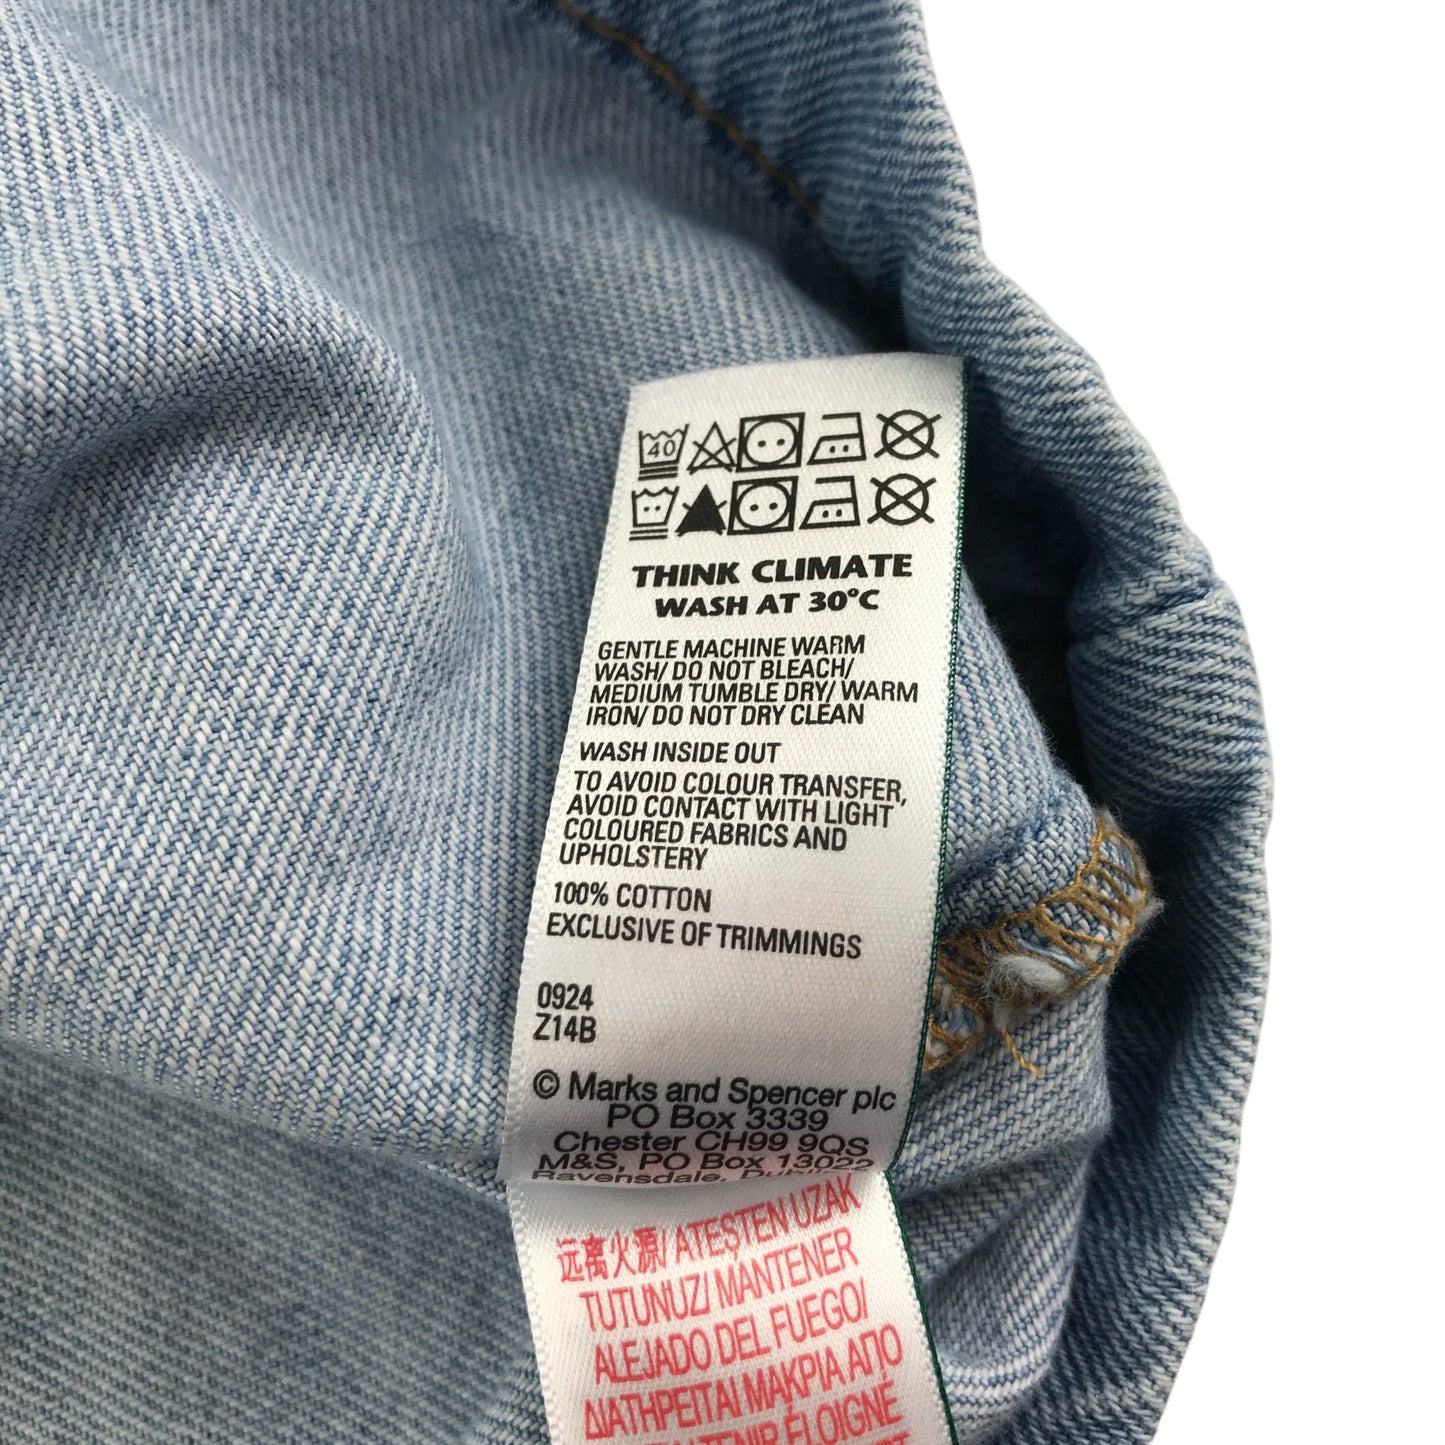 40
THINK CLIMATE
WASH AT 30°C
GENTLE MACHINE WARM
WASH/ DO NOT BLEACH/
MEDIUM TUMBLE DRY/ WARM
IRON/ DO NOT DRY CLEAN
WASH INSIDE OUT
TO AVOID COLOUR TRANSFER,
AVOID CONTACT WITH LIGHT
COLOURED FABRICS AND
UPHOLSTERY
100% COTTON
EXCLUSIVE OF TRIMMINGS
0924
Z14B
© Marks and Spencer plc
PO Box 3339
Chester CH99 9QS
M&S, PO Box 13022
Ravensdale,
远离火源/ ATEŞTEN UZAK
TUTUNUZ/ MANTENER
ALEJADO DEL FUEGO/
ΔΙΑΤΗΡΕΙΤΑΙ ΜΑΚΡΙΑ ΑΠΟ
ÉLOIGNÉ